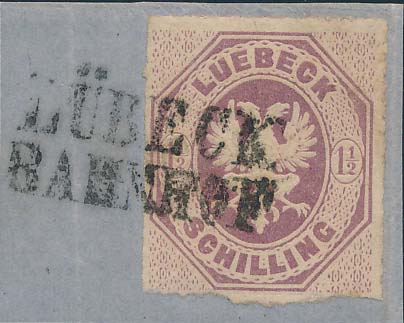 LÜBECK
BAHNHOF
LUEBECK
1½
SCHILLING